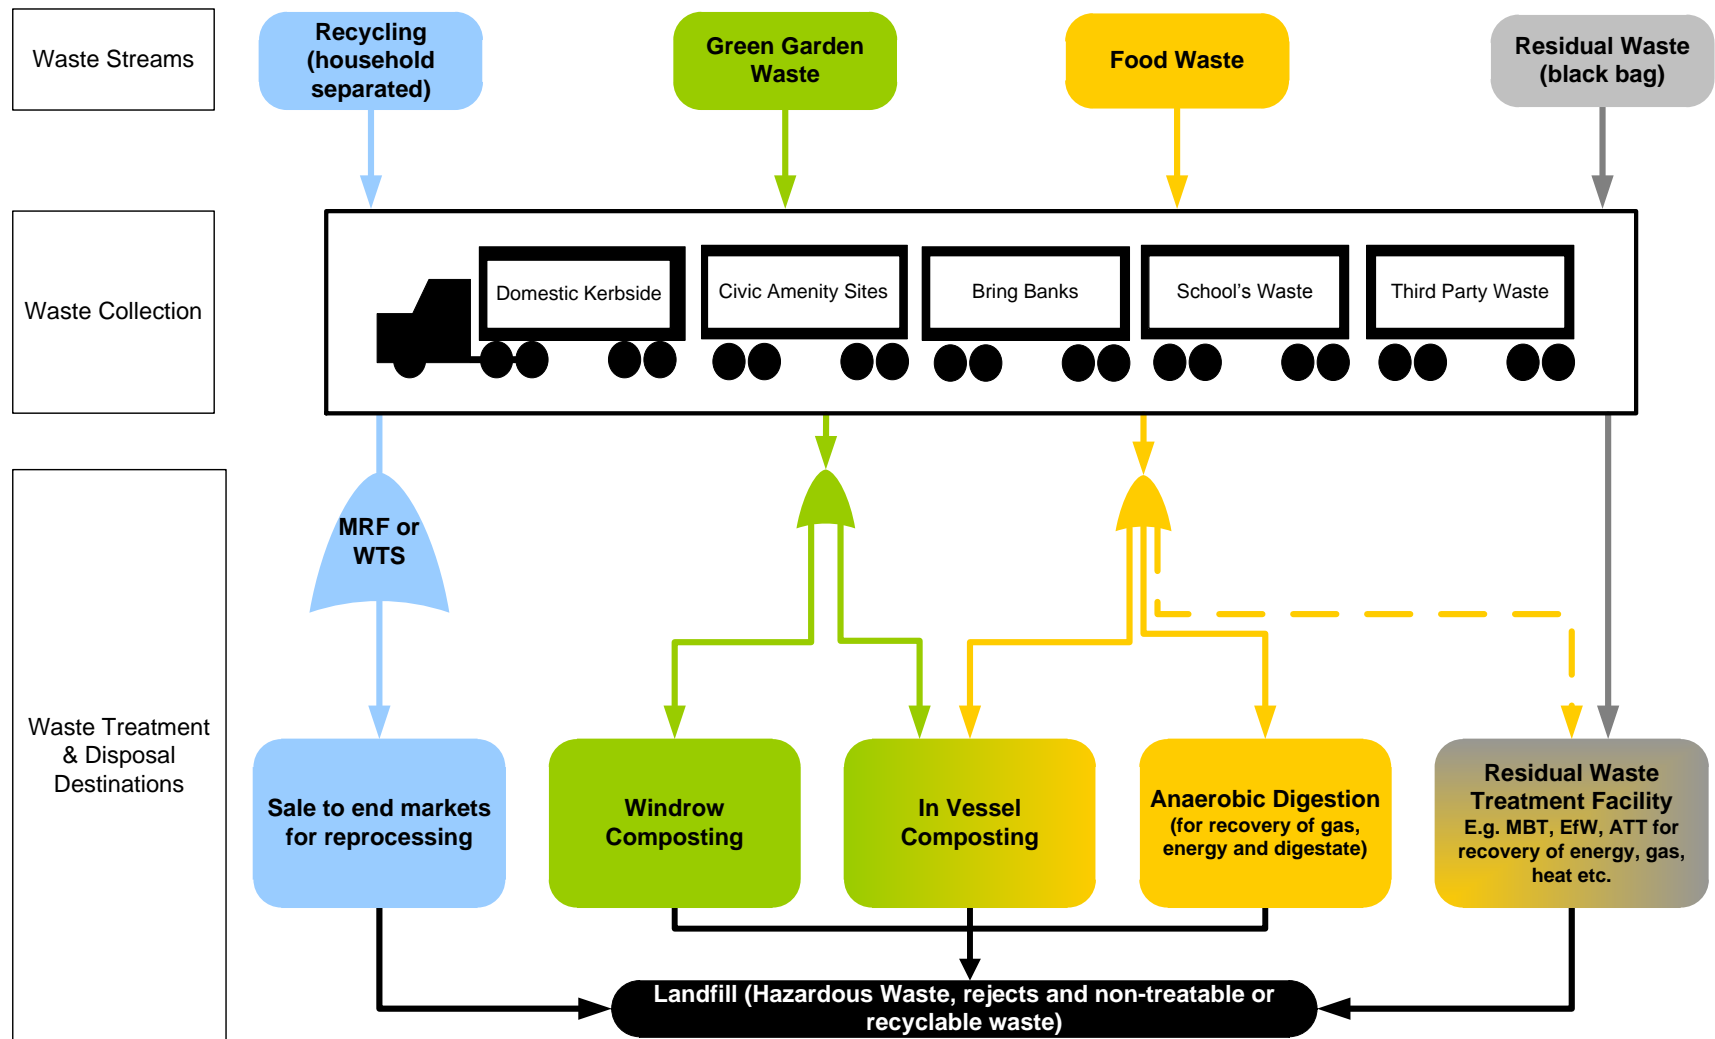 Waste Streams
Recycling
(household
separated)
Green Garden
Waste
Food Waste
Residual Waste
(black bag)
Waste Collection
Domestic Kerbside
Civic Amenity Sites
Bring Banks
School's Waste
Third Party Waste
MRF or
WTS
Waste Treatment
& Disposal
Destinations
Sale to end markets
for reprocessing
Windrow
Composting
In Vessel
Composting
Anaerobic Digestion
(for recovery of gas,
energy and digestate)
Residual Waste
Treatment Facility
E.g. MBT, EfW, ATT for
recovery of energy, gas,
heat etc.
Landfill (Hazardous Waste, rejects and non-treatable or
recyclable waste)